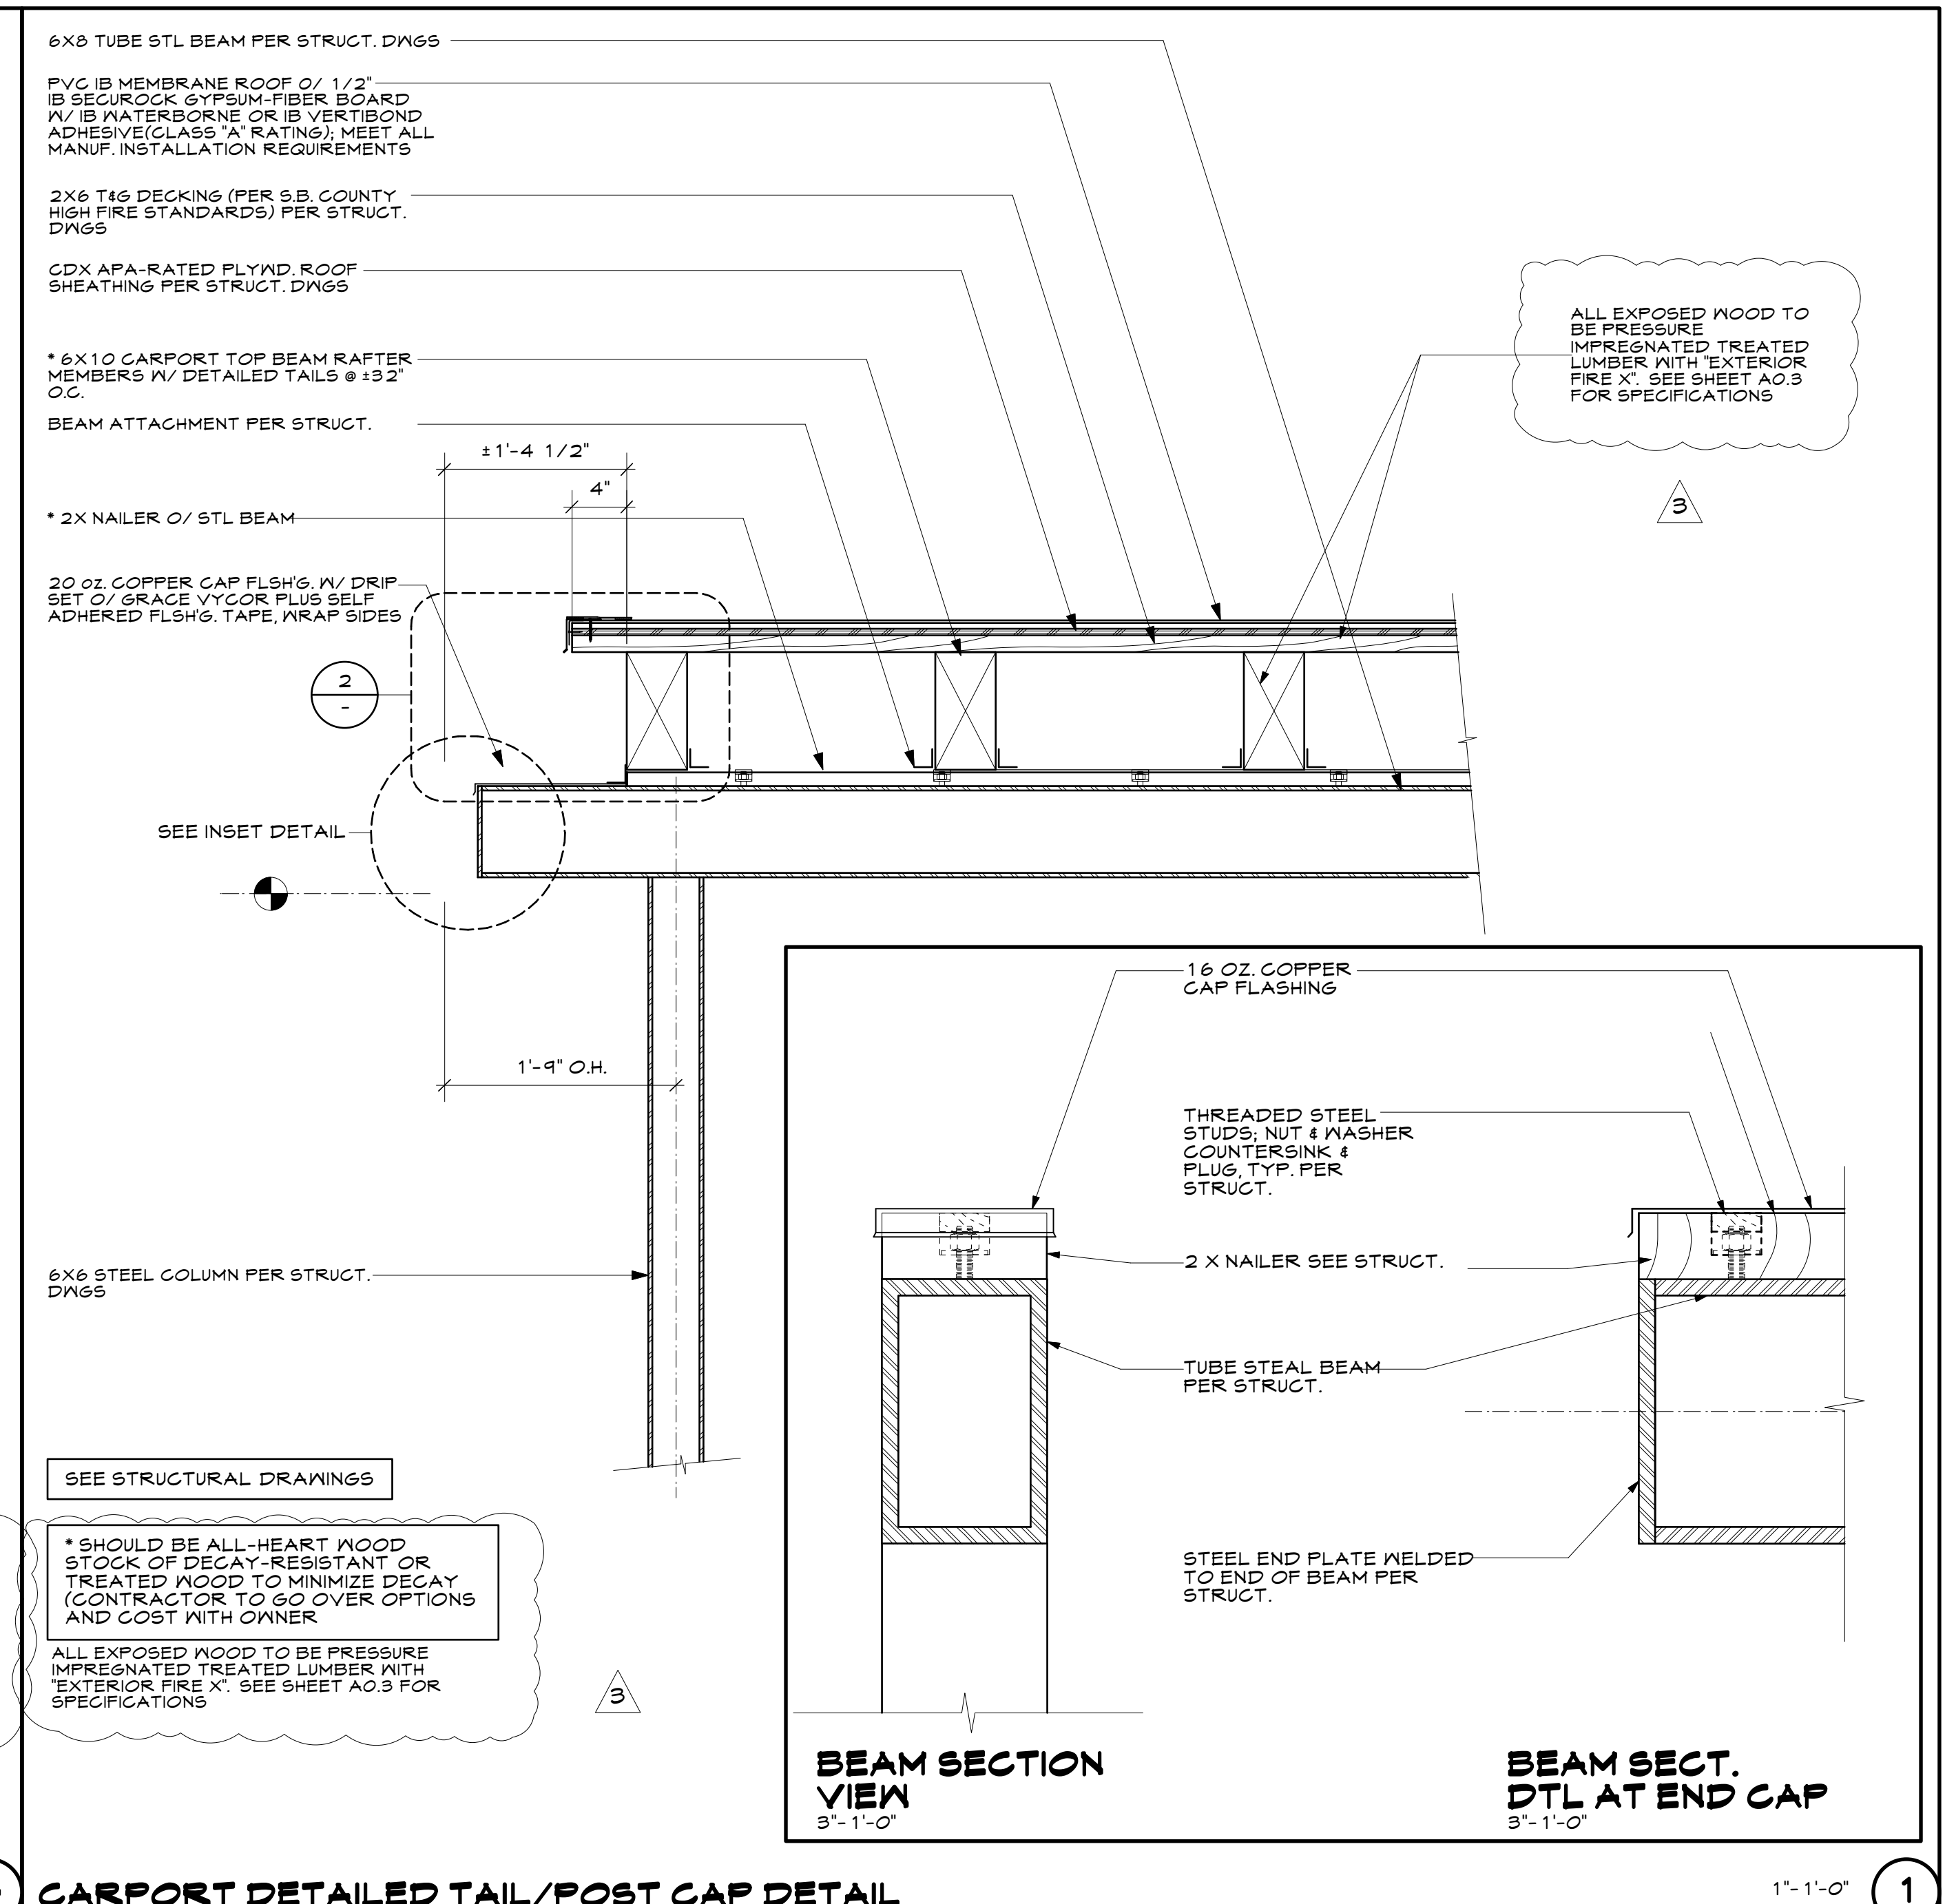 6X8 TUBE STL BEAM PER STRUCT. DWGS
PVC IB MEMBRANE ROOF O/ 1/2"
IB SECUROCK GYPSUM-FIBER BOARD
W/ IB WATERBORNE OR IB VERTIBOND
ADHESIVE(CLASS "A" RATING); MEET ALL
MANUF. INSTALLATION REQUIREMENTS
2X6 T&G DECKING (PER S.B. COUNTY
HIGH FIRE STANDARDS) PER STRUCT.
DWGS
CDX APA-RATED PLYWD. ROOF
SHEATHING PER STRUCT. DWGS
* 6X10 CARPORT TOP BEAM RAFTER
MEMBERS W/ DETAILED TAILS @ ±32"
O.C.
BEAM ATTACHMENT PER STRUCT.
±1'-4 1/2"
4"
* 2X NAILER O/ STL BEAM
20 oz. COPPER CAP FLSH'G. W/ DRIP
SET O/ GRACE VYCOR PLUS SELF
ADHERED FLSH'G. TAPE, WRAP SIDES
ALL EXPOSED WOOD TO
BE PRESSURE
IMPREGNATED TREATED
LUMBER WITH "EXTERIOR
FIRE X". SEE SHEET A0.3
FOR SPECIFICATIONS
3
2
-
SEE INSET DETAIL
1'-9" O.H.
6X6 STEEL COLUMN PER STRUCT.
DWGS
16 OZ. COPPER
CAP FLASHING
THREADED STEEL
STUDS; NUT & WASHER
COUNTERSINK &
PLUG, TYP. PER
STRUCT.
2 X NAILER SEE STRUCT.
TUBE STEAL BEAM
PER STRUCT.
STEEL END PLATE WELDED
TO END OF BEAM PER
STRUCT.
BEAM SECTION
VIEW
3"- 1'-0"
BEAM SECT.
DTL AT END CAP
3"- 1'-0"
SEE STRUCTURAL DRAWINGS
* SHOULD BE ALL-HEART WOOD
STOCK OF DECAY-RESISTANT OR
TREATED WOOD TO MINIMIZE DECAY
(CONTRACTOR TO GO OVER OPTIONS
AND COST WITH OWNER
ALL EXPOSED WOOD TO BE PRESSURE
IMPREGNATED TREATED LUMBER WITH
"EXTERIOR FIRE X". SEE SHEET A0.3 FOR
SPECIFICATIONS
3
CARPORT DETAILED TAIL/POST CAP DETAIL
1"- 1'-0"
1